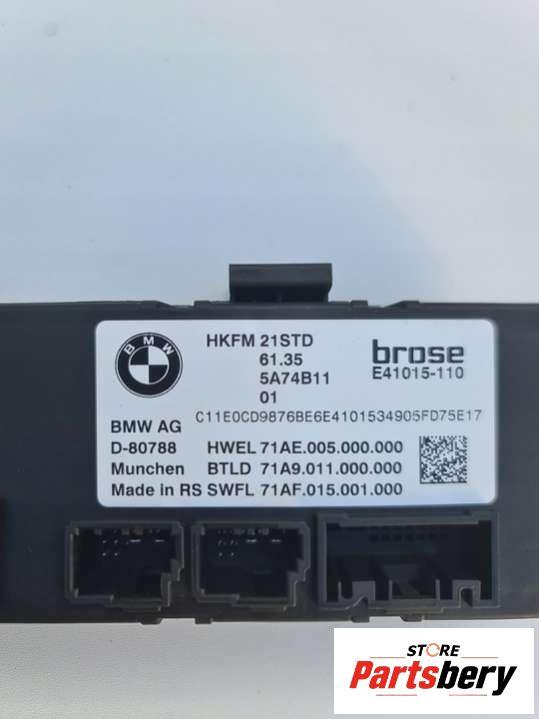 BMW
HKFM 21STD
61.35
5A74B11
01
brose
E41015-110
C11E0CD9876BE6E4101534905FD75E17
BMW AG
D-80788
Munchen
Made in RS
HWEL 71AE.005.000.000
BTLD 71A9.011.000.000
SWFL 71AF.015.001.000
STORE
Partsbery